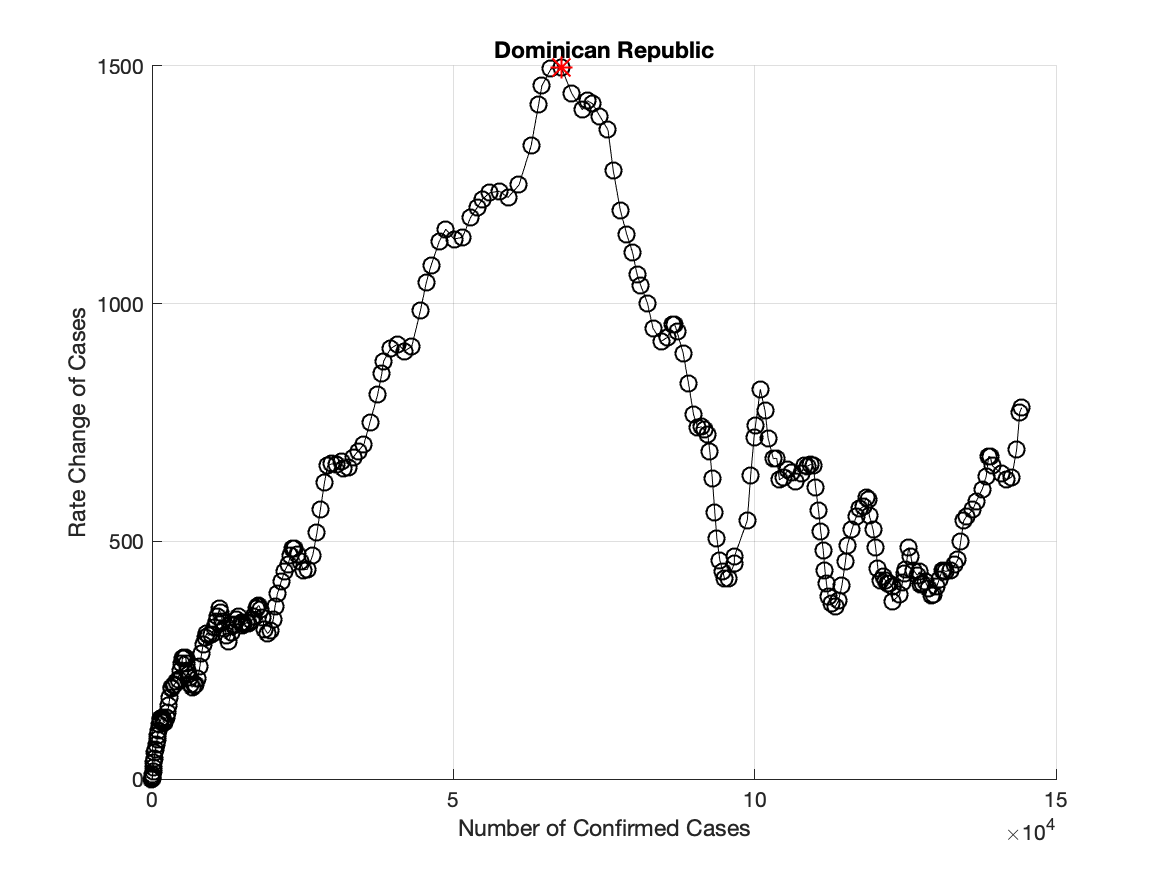 Dominican Republic
1500
1000
500
0
0 5 10 15
×10^4
Rate Change of Cases
Number of Confirmed Cases